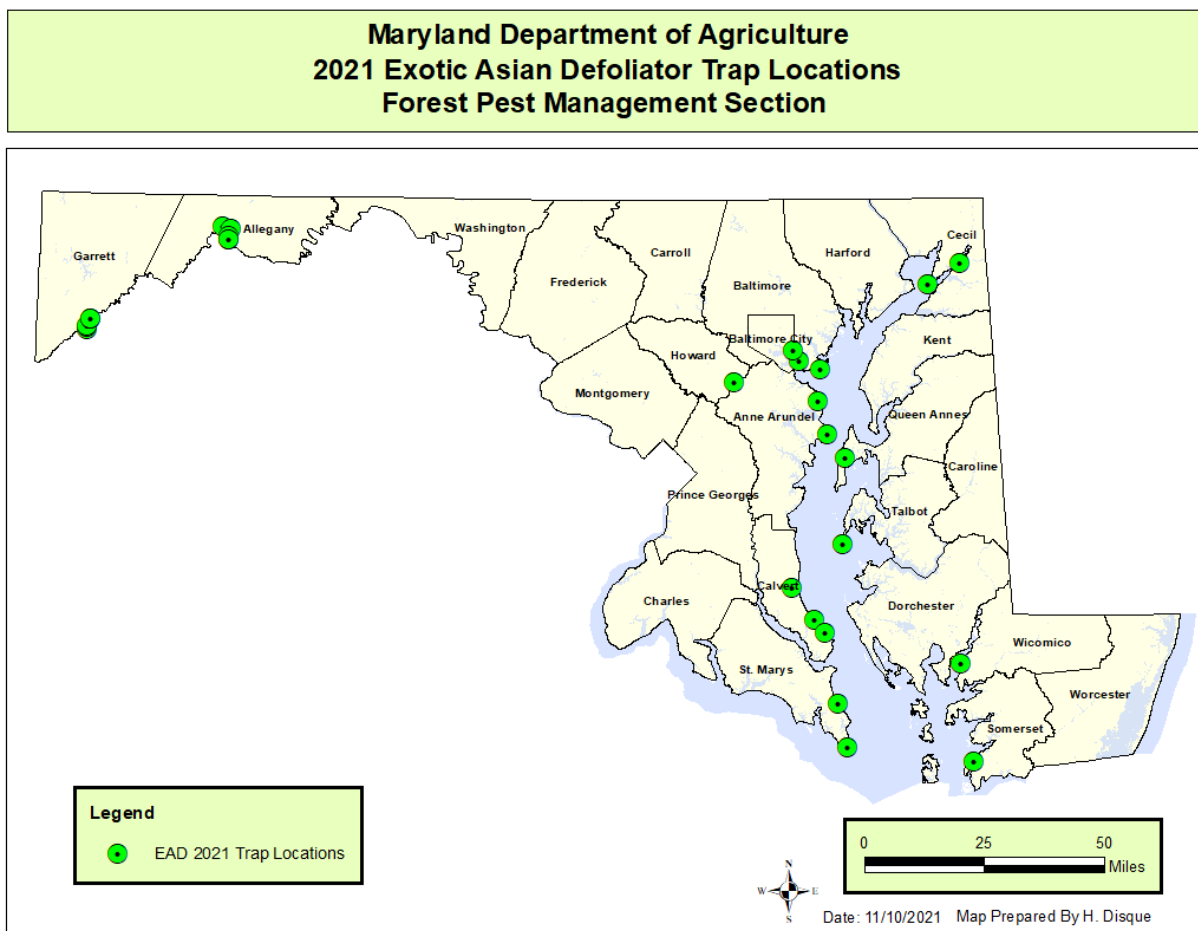 Maryland Department of Agriculture
2021 Exotic Asian Defoliator Trap Locations
Forest Pest Management Section
Garrett
Allegany
Washington
Frederick
Carroll
Baltimore
Harford
Cecil
Baltimore City
Howard
Kent
Montgomery
Anne Arundel
Queen Annes
Caroline
Prince Georges
Talbot
Calvert
Charles
Dorchester
Wicomico
St. Marys
Worcester
Somerset
Legend
EAD 2021 Trap Locations
0 25 50
Miles
N
W E
S
Date: 11/10/2021 Map Prepared By H. Disque